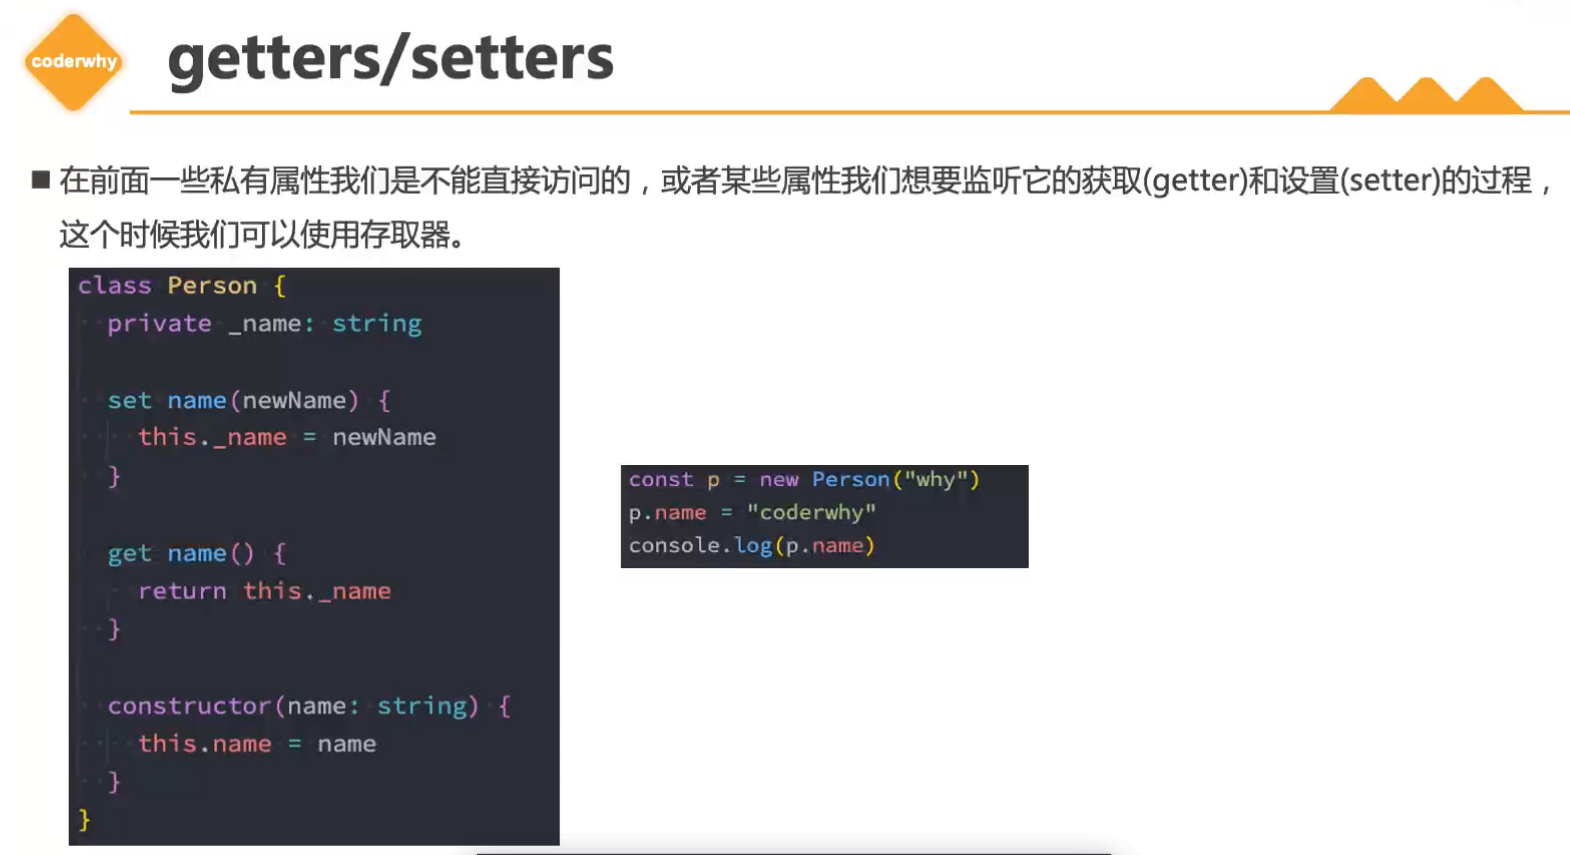 coderwhy
getters/setters
■ 在前面一些私有属性我们是不能直接访问的，或者某些属性我们想要监听它的获取(getter)和设置(setter)的过程，
这个时候我们可以使用存取器。
class Person {
  private _name: string
  set name(newName) {
    this._name = newName
  }
  get name() {
    return this._name
  }
  constructor(name: string) {
    this.name = name
  }
}
const p = new Person("why")
p.name = "coderwhy"
console.log(p.name)